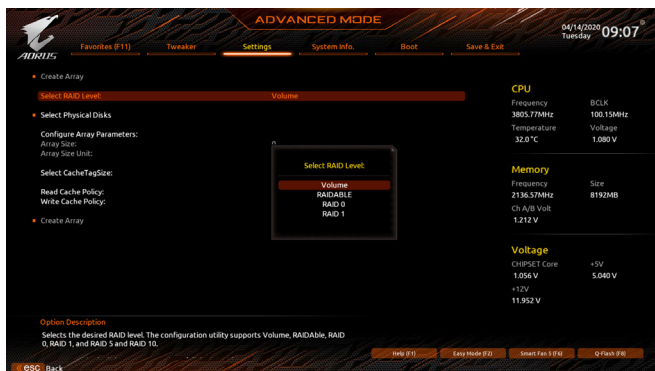 ADVANCED MODE
04/14/2020 Tuesday 09:07
AORUS
Favorites (F11) Tweaker Settings System Info. Boot Save & Exit
Create Array
Select RAID Level: Volume
Select Physical Disks
Configure Array Parameters:
Array Size: 0
Array Size Unit:
Select CacheTagSize:
Read Cache Policy:
Write Cache Policy:
Create Array
Select RAID Level:
Volume
RAIDABLE
RAID 0
RAID 1
CPU
Frequency BCLK
3805.77MHz 100.15MHz
Temperature Voltage
32.0 °C 1.080 V
Memory
Frequency Size
2136.57MHz 8192MB
Ch A/B Volt
1.212 V
Voltage
CHIPSET Core +5V
1.056 V 5.040 V
+12V
11.952 V
Option Description
Selects the desired RAID level. The configuration utility supports Volume, RAIDAble, RAID
0, RAID 1, and RAID 5 and RAID 10.
Help (F1) Easy Mode (F2) Smart Fan 5 (F6) Q-Flash (F8)
esc Back